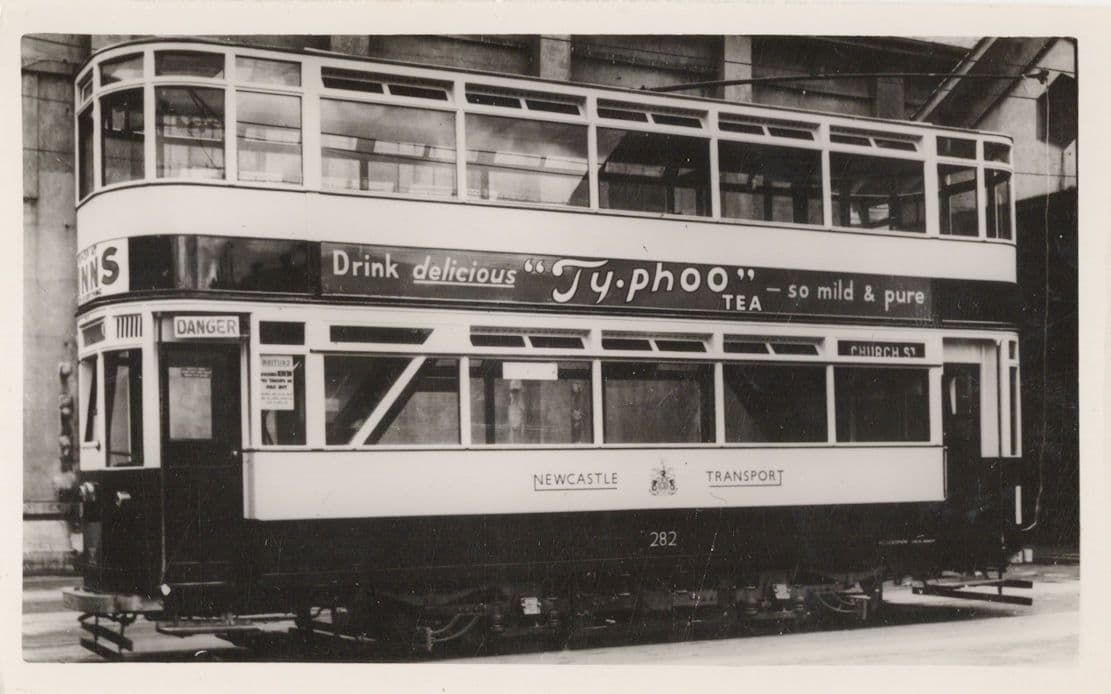 NNS
Drink delicious “Ty·phoo” TEA — so mild & pure
DANGER
CHURCH ST
NEWCASTLE TRANSPORT
282